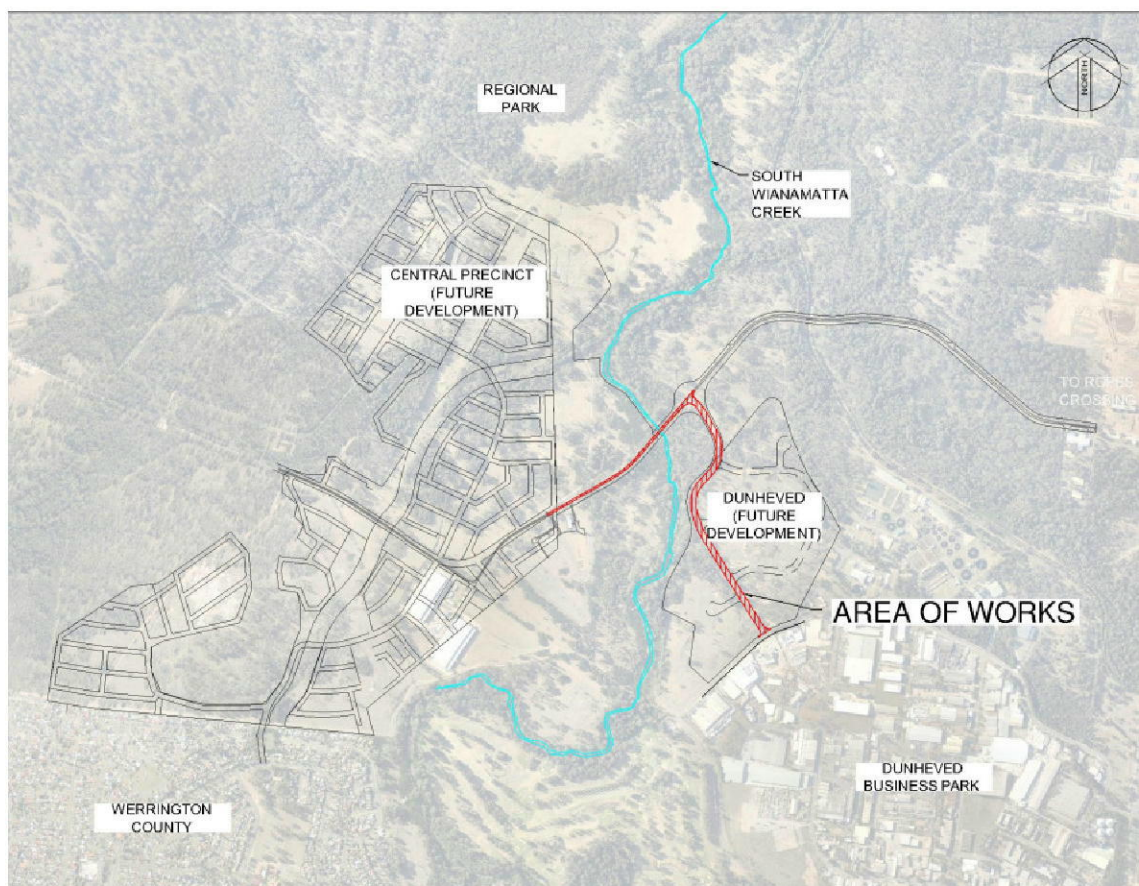 NORTH
REGIONAL
PARK
SOUTH
WIANAMATTA
CREEK
CENTRAL PRECINCT
(FUTURE
DEVELOPMENT)
TO ROPES
CROSSING
DUNHEVED
(FUTURE
DEVELOPMENT)
AREA OF WORKS
DUNHEVED
BUSINESS PARK
WERRINGTON
COUNTY